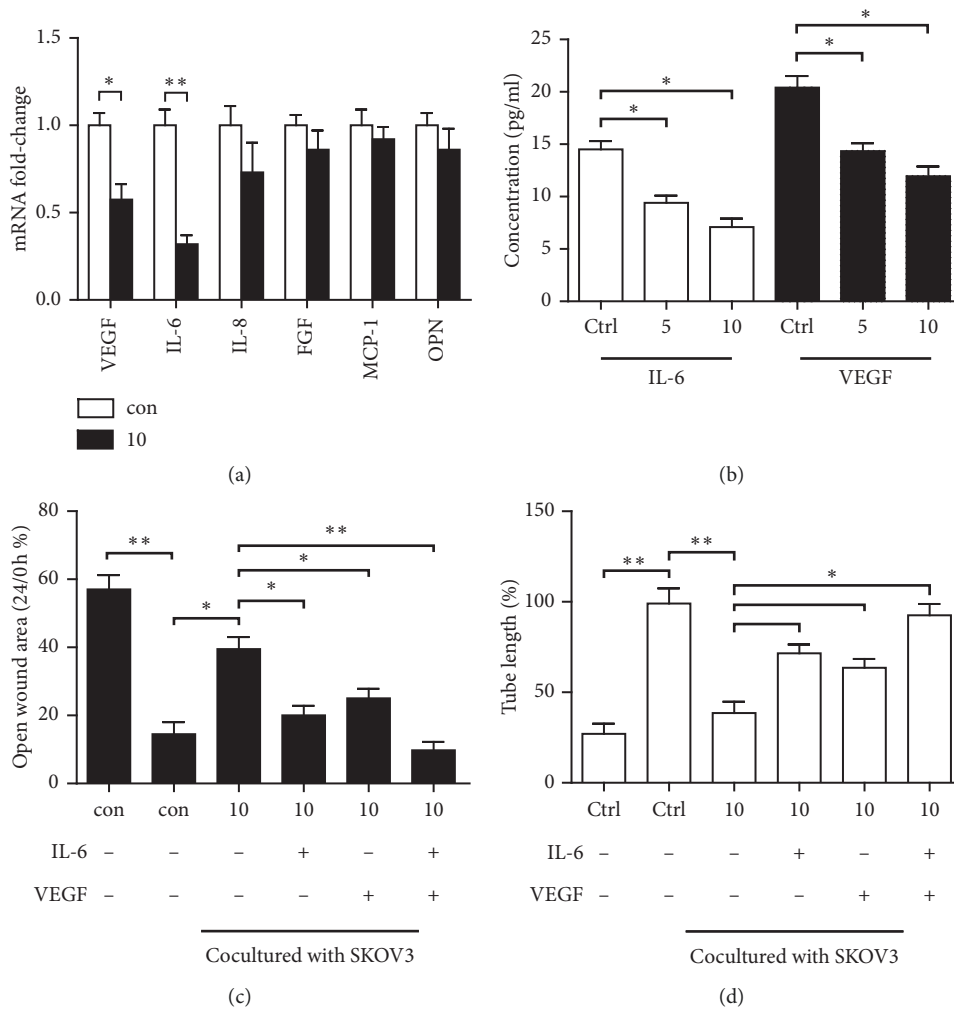 1.5
1.0
0.5
0.0
mRNA fold-change
* **
VEGF
IL-6
IL-8
FGF
MCP-1
OPN
con
10
(a)
25
20
15
10
5
0
Concentration (pg/ml)
*
*
*
*
Ctrl 5 10 Ctrl 5 10
IL-6 VEGF
(b)
80
60
40
20
0
Open wound area (24/0h %)
**
**
*
*
*
con con 10 10 10 10
IL-6 – – – + – +
VEGF – – – – + +
Cocultured with SKOV3
(c)
150
100
50
0
Tube length (%)
**
**
*
Ctrl Ctrl 10 10 10 10
IL-6 – – – + – +
VEGF – – – – + +
Cocultured with SKOV3
(d)